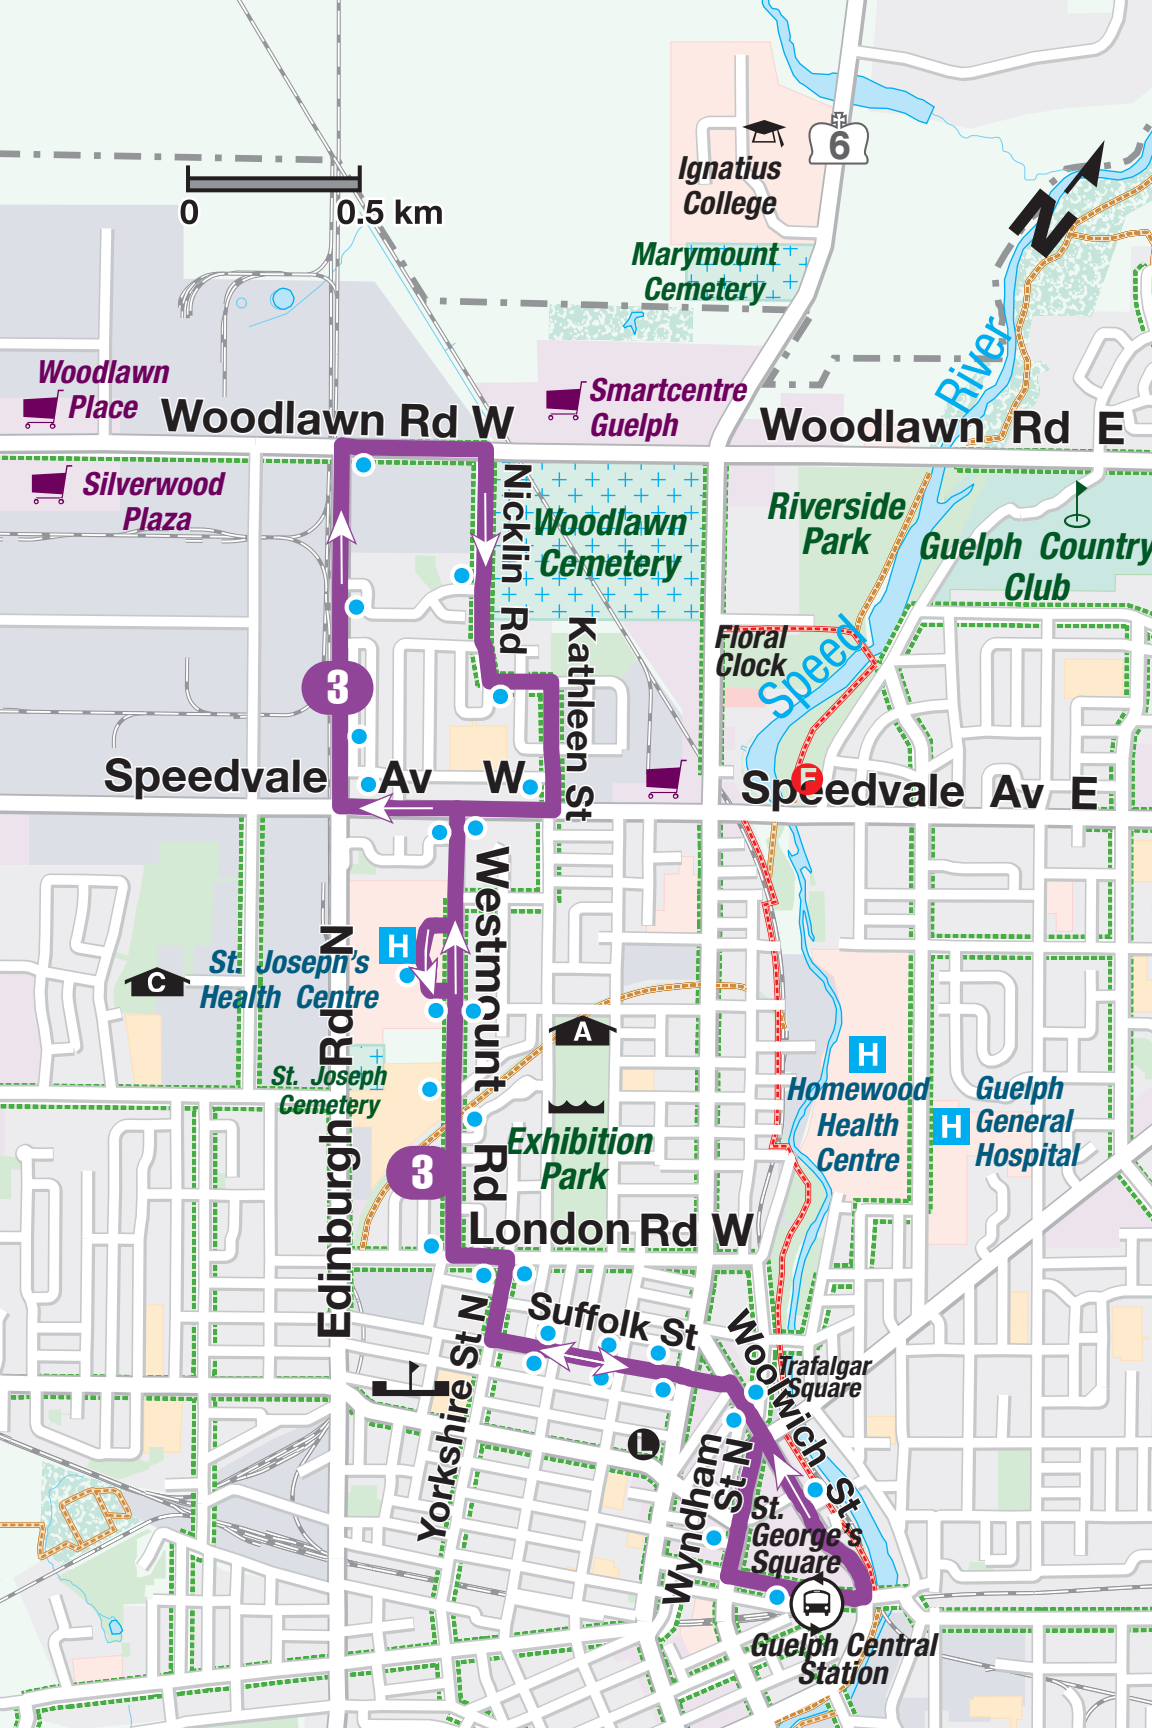 6
Ignatius
College
N
0
0.5 km
Marymount
Cemetery
River
Woodlawn
Place
Smartcentre
Guelph
Woodlawn Rd W
Woodlawn Rd E
Silverwood
Plaza
Nicklin Rd
Woodlawn
Cemetery
Riverside
Park
Guelph Country
Club
Kathleen St
Floral
Clock
Speed
3
Speedvale Av W
F
Speedvale Av E
Westmount Rd
H
St. Joseph's
Health Centre
C
Edinburgh Rd N
A
H
Homewood
Health
Centre
Guelph
General
Hospital
H
St. Joseph
Cemetery
Exhibition
Park
3
London Rd W
Suffolk St
Woolwich St
Trafalgar
Square
Yorkshire St N
L
Wyndham
St N
St.
George's
Square
Guelph Central
Station